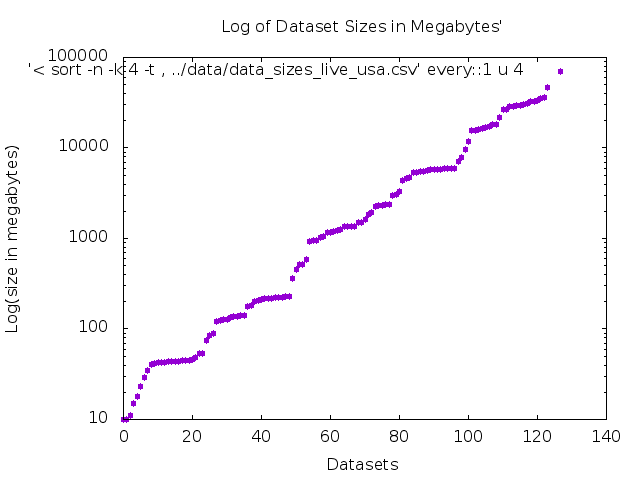 Log of Dataset Sizes in Megabytes'
100000
'< sort -n -k 4 -t , ../data/data_sizes_live_usa.csv' every::1 u 4
10000
1000
100
10
Log(size in megabytes)
0 20 40 60 80 100 120 140
Datasets